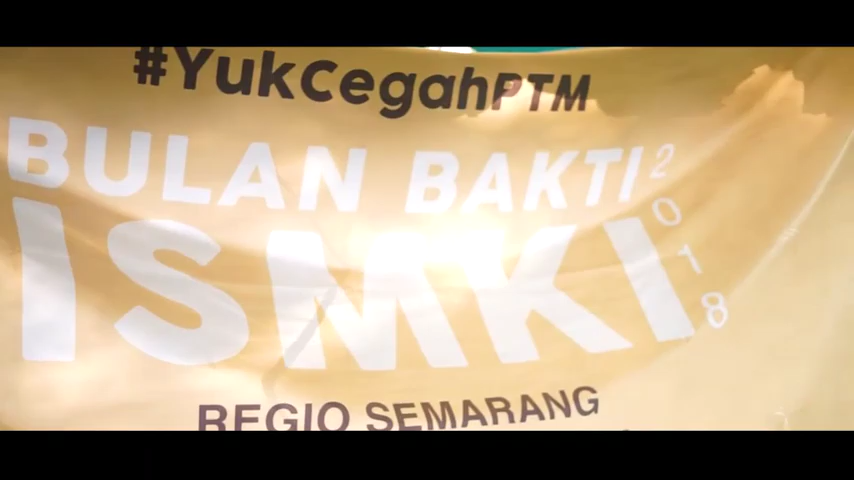 #YukCegahPTM
BULAN BAKTI 2018
ISMKI
REGIO SEMARANG